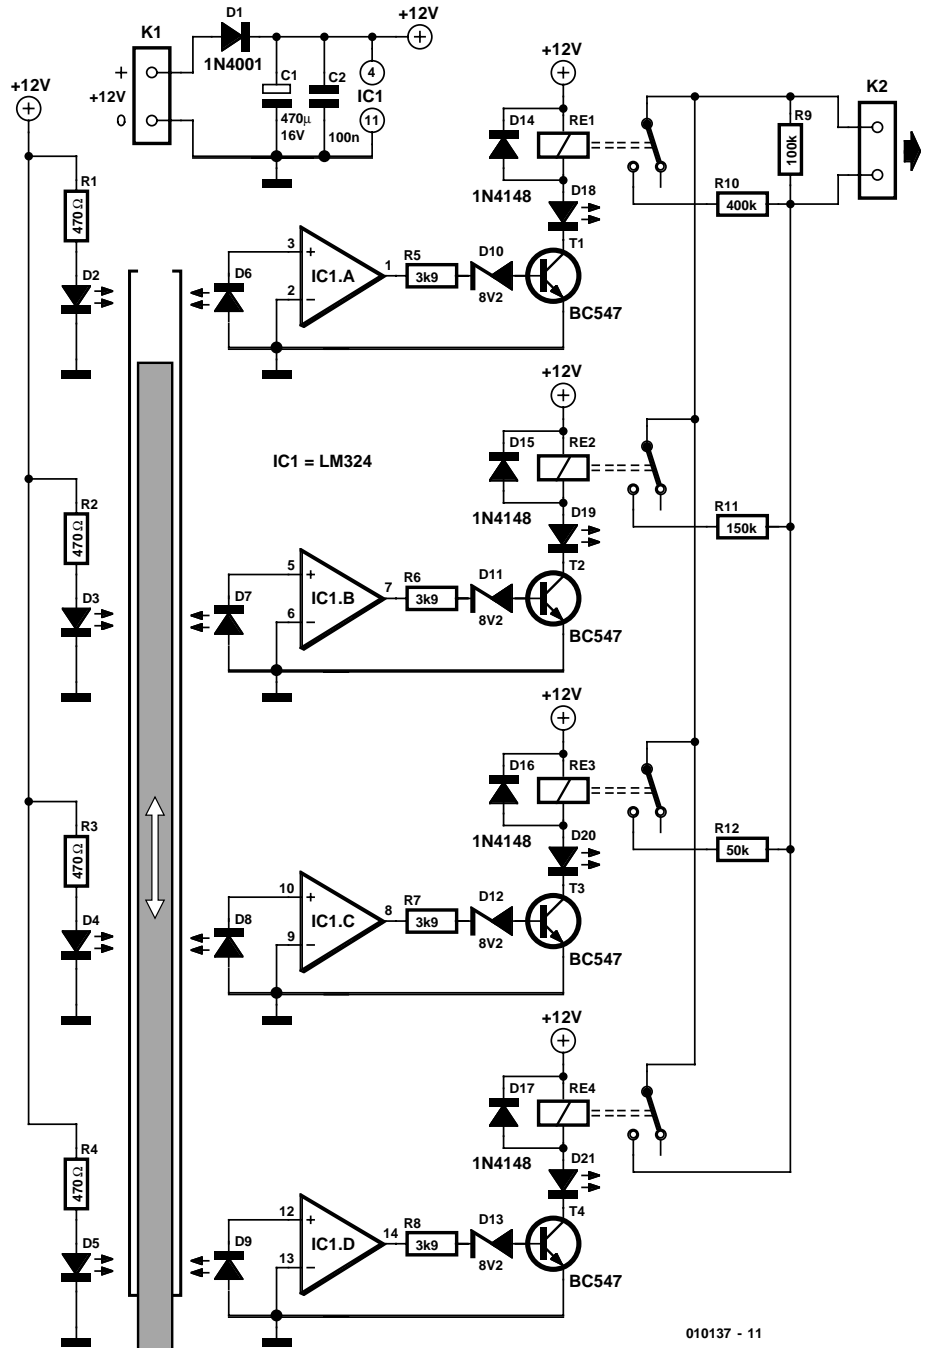 K1
+
+12V
0
D1
1N4001
C1
470µ
16V
C2
100n
4
IC1
11
+12V
+12V
R1
470Ω
D2
D6
3
+
2
−
IC1.A
1
R5
3k9
D10
8V2
T1
BC547
+12V
D14
1N4148
RE1
D18
R10
400k
R9
100k
K2
IC1 = LM324
R2
470Ω
D3
D7
5
+
6
−
IC1.B
7
R6
3k9
D11
8V2
T2
BC547
+12V
D15
1N4148
RE2
D19
R11
150k
R3
470Ω
D4
D8
10
+
9
−
IC1.C
8
R7
3k9
D12
8V2
T3
BC547
+12V
D16
1N4148
RE3
D20
R12
50k
R4
470Ω
D5
D9
12
+
13
−
IC1.D
14
R8
3k9
D13
8V2
T4
BC547
+12V
D17
1N4148
RE4
D21
010137 - 11